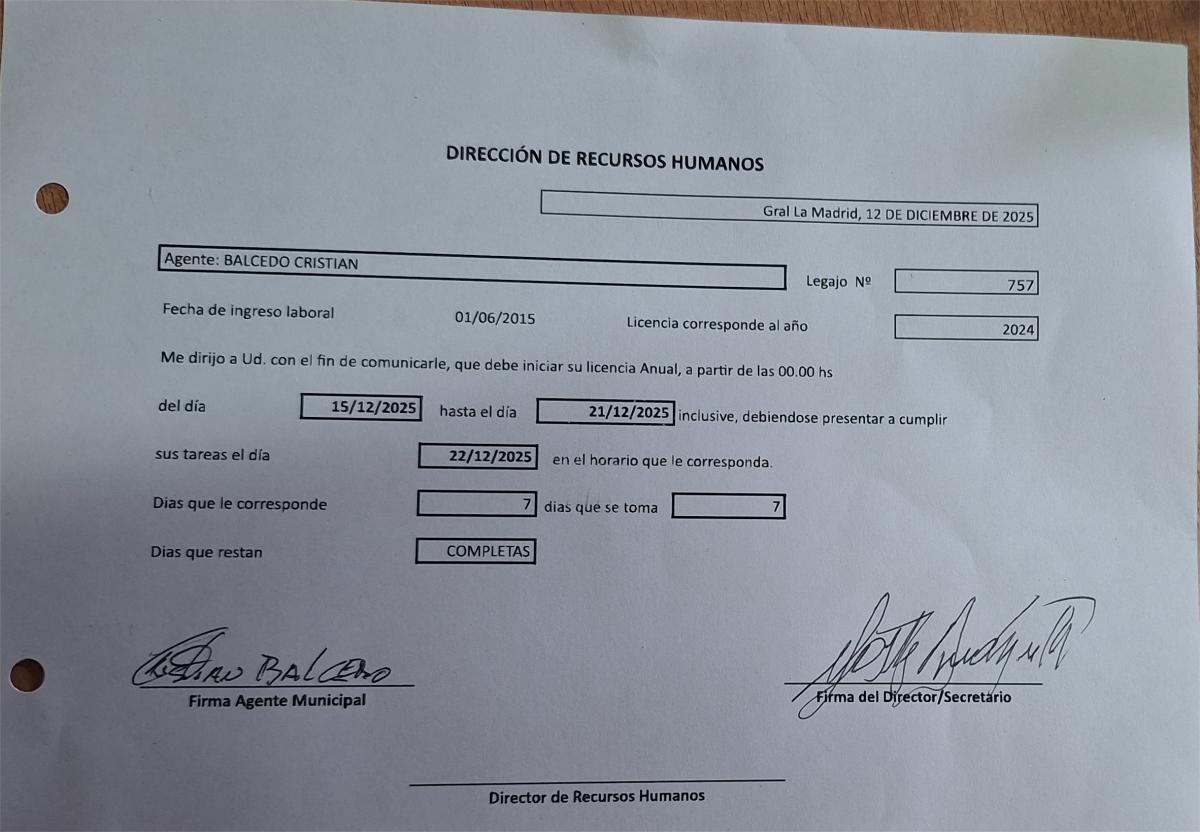 DIRECCIÓN DE RECURSOS HUMANOS
Gral La Madrid, 12 DE DICIEMBRE DE 2025
Agente: BALCEDO CRISTIAN
Legajo Nº 757
Fecha de ingreso laboral 01/06/2015 Licencia corresponde al año 2024
Me dirijo a Ud. con el fin de comunicarle, que debe iniciar su licencia Anual, a partir de las 00.00 hs
del día 15/12/2025 hasta el día 21/12/2025 inclusive, debiendose presentar a cumplir
sus tareas el día 22/12/2025 en el horario que le corresponda.
Dias que le corresponde 7 dias que se toma 7
Dias que restan COMPLETAS
BALCEDO
Firma Agente Municipal Firma del Director/Secretario
Director de Recursos Humanos